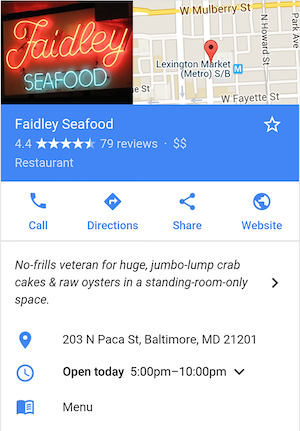 Faidley
SEAFOOD
W Mulberry St
N Howard St
Park Ave
Lexington Market
(Metro) S/B
M
ne St
W Fayette St
Faidley Seafood
4.4 ★★★★★ 79 reviews · $$
Restaurant
Call
Directions
Share
Website
No-frills veteran for huge, jumbo-lump crab
cakes & raw oysters in a standing-room-only
space.
203 N Paca St, Baltimore, MD 21201
Open today 5:00pm–10:00pm
Menu